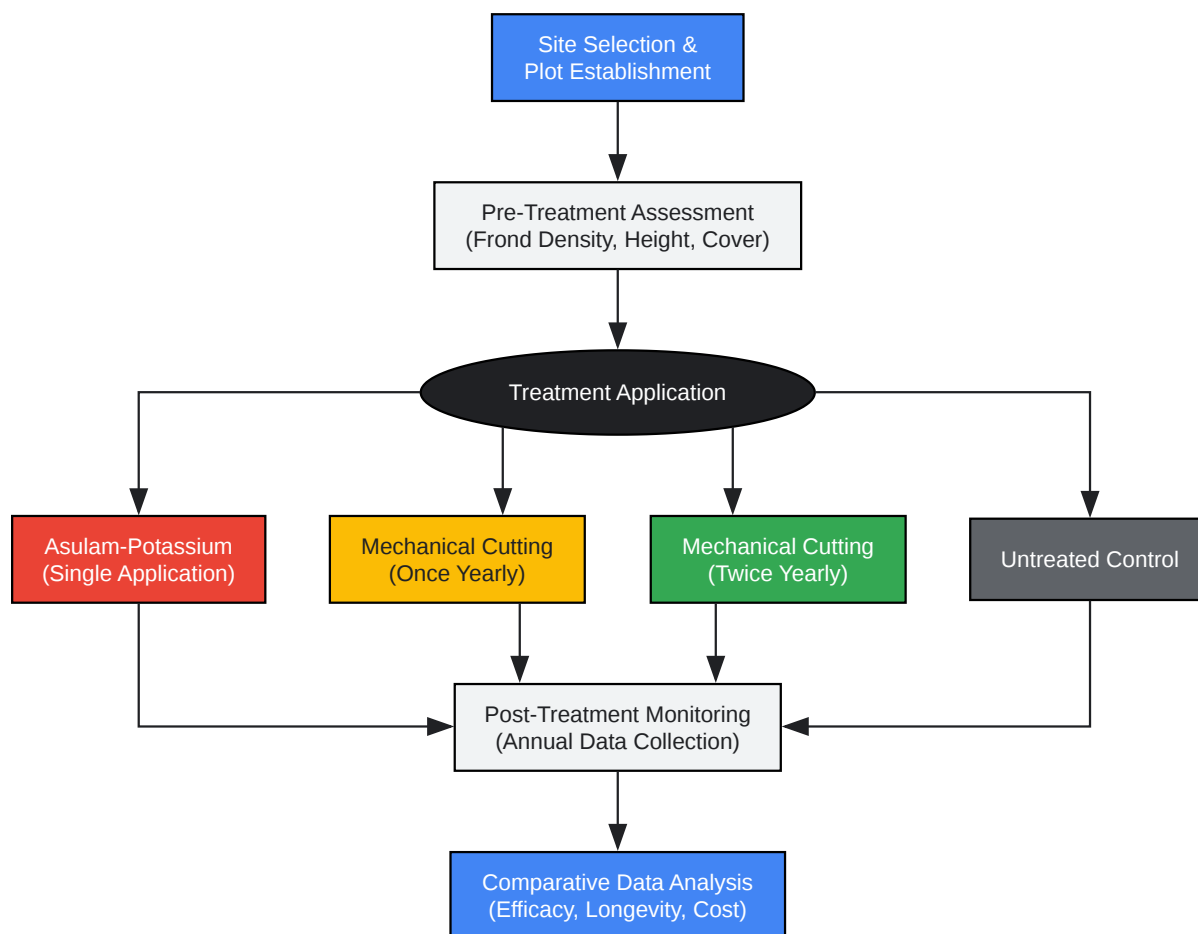 Site Selection &
Plot Establishment
Pre-Treatment Assessment
(Frond Density, Height, Cover)
Treatment Application
Asulam-Potassium
(Single Application)
Mechanical Cutting
(Once Yearly)
Mechanical Cutting
(Twice Yearly)
Untreated Control
Post-Treatment Monitoring
(Annual Data Collection)
Comparative Data Analysis
(Efficacy, Longevity, Cost)